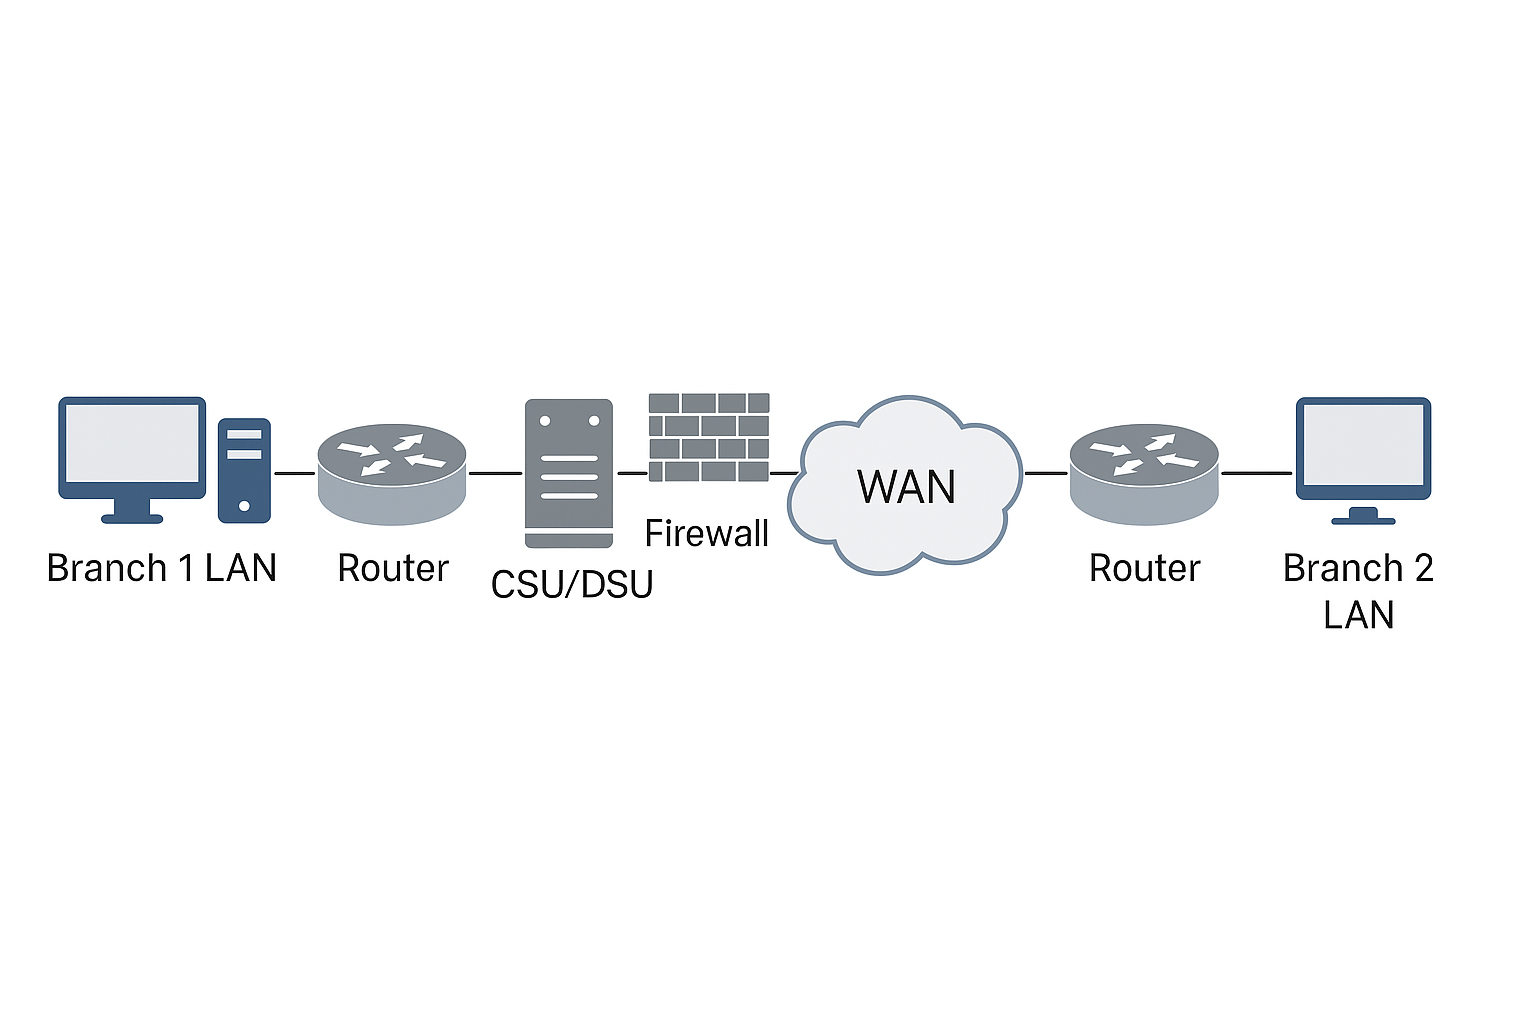 Branch 1 LAN
Router
CSU/DSU
Firewall
WAN
Router
Branch 2
LAN